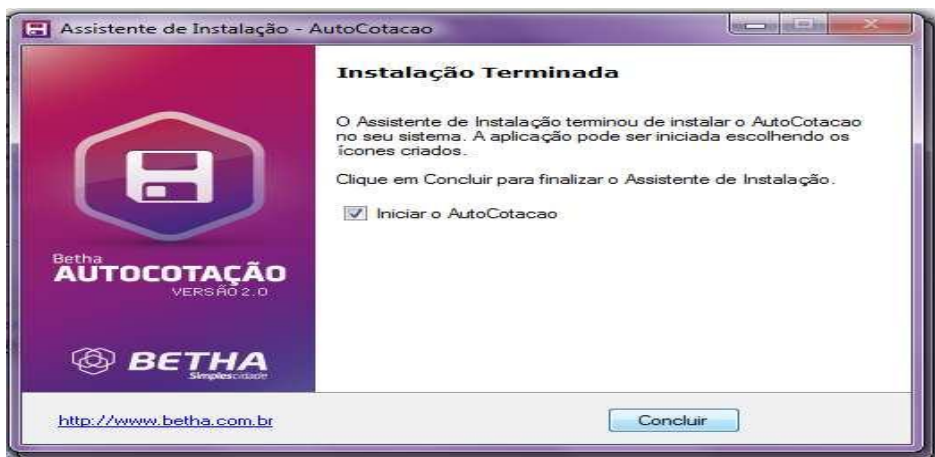 Assistente de Instalação - AutoCotacao
Instalação Terminada
O Assistente de Instalação terminou de instalar o AutoCotacao
no seu sistema. A aplicação pode ser iniciada escolhendo os
ícones criados.
Clique em Concluir para finalizar o Assistente de Instalação.
Iniciar o AutoCotacao
Betha
AUTOCOTAÇÃO
VERSÃO 2.0
BETHA
Simplescidade
http://www.betha.com.br
Concluir